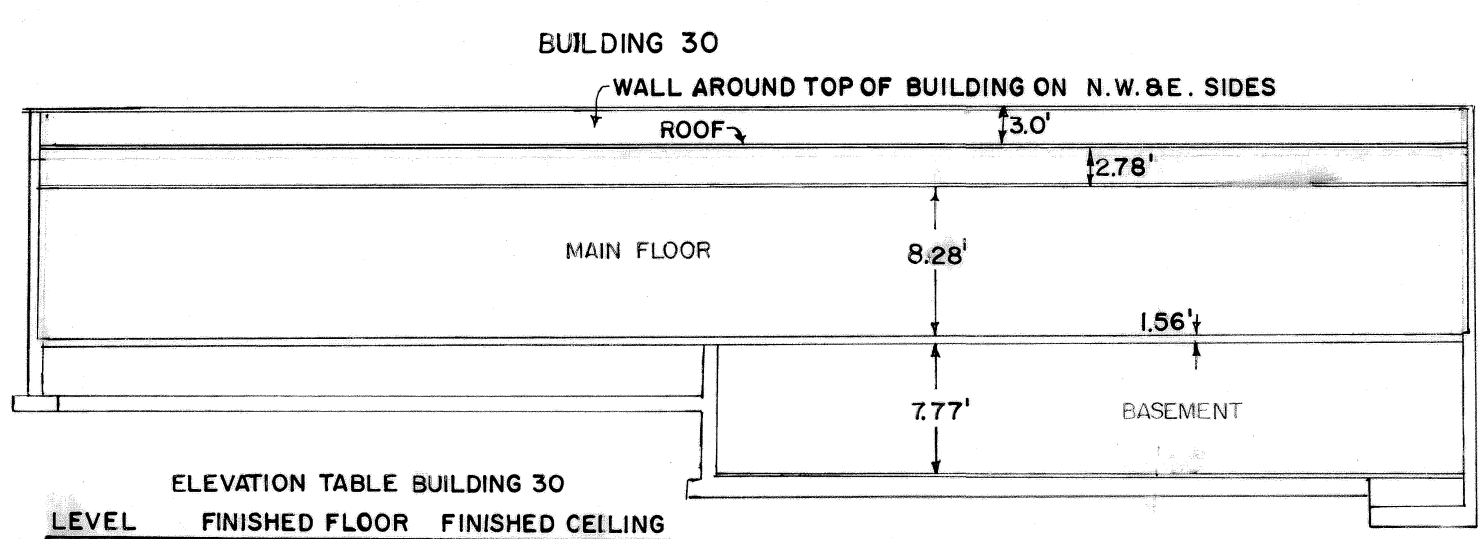 BUILDING 30
WALL AROUND TOP OF BUILDING ON N.W.&E. SIDES
3.0'
ROOF
2.78'
MAIN FLOOR
8.28'
1.56'
7.77'
BASEMENT
ELEVATION TABLE BUILDING 30
LEVEL FINISHED FLOOR FINISHED CEILING